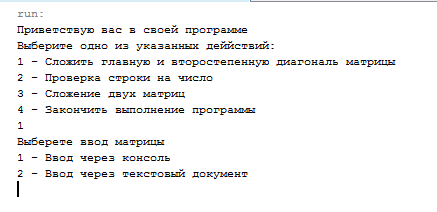 run:
Приветствую вас в своей программе
Выберите одно из указанных деййствий:
1 - Сложить главную и второстепенную диагональ матрицы
2 - Проверка строки на число
3 - Сложение двух матриц
4 - Закончить выполнение программы
1
Выберете ввод матрицы
1 - Ввод через консоль
2 - Ввод через текстовый документ